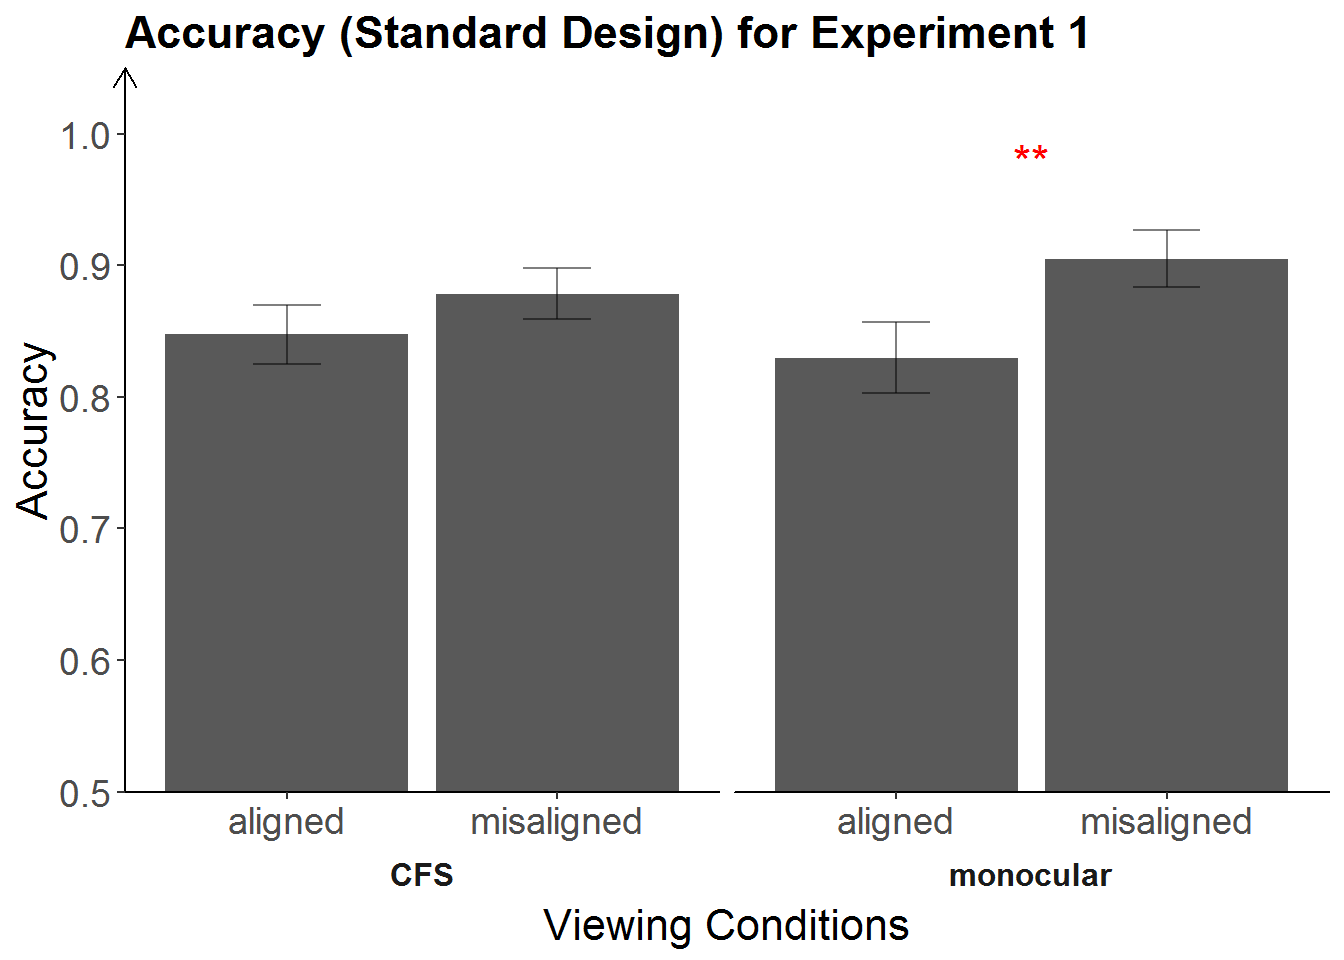 Accuracy (Standard Design) for Experiment 1
Accuracy
1.0
0.9
0.8
0.7
0.6
0.5
**
aligned misaligned aligned misaligned
CFS monocular
Viewing Conditions